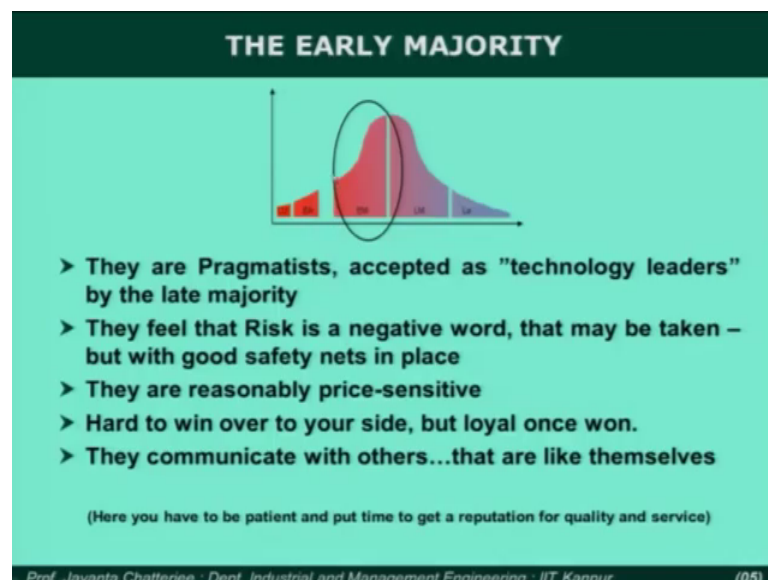 THE EARLY MAJORITY
EA
EM
LM
La
➤ They are Pragmatists, accepted as ”technology leaders”
by the late majority
➤ They feel that Risk is a negative word, that may be taken –
but with good safety nets in place
➤ They are reasonably price-sensitive
➤ Hard to win over to your side, but loyal once won.
➤ They communicate with others...that are like themselves
(Here you have to be patient and put time to get a reputation for quality and service)
Prof. Jayanta Chatterjee : Dept. Industrial and Management Engineering : IIT Kanpur (05)